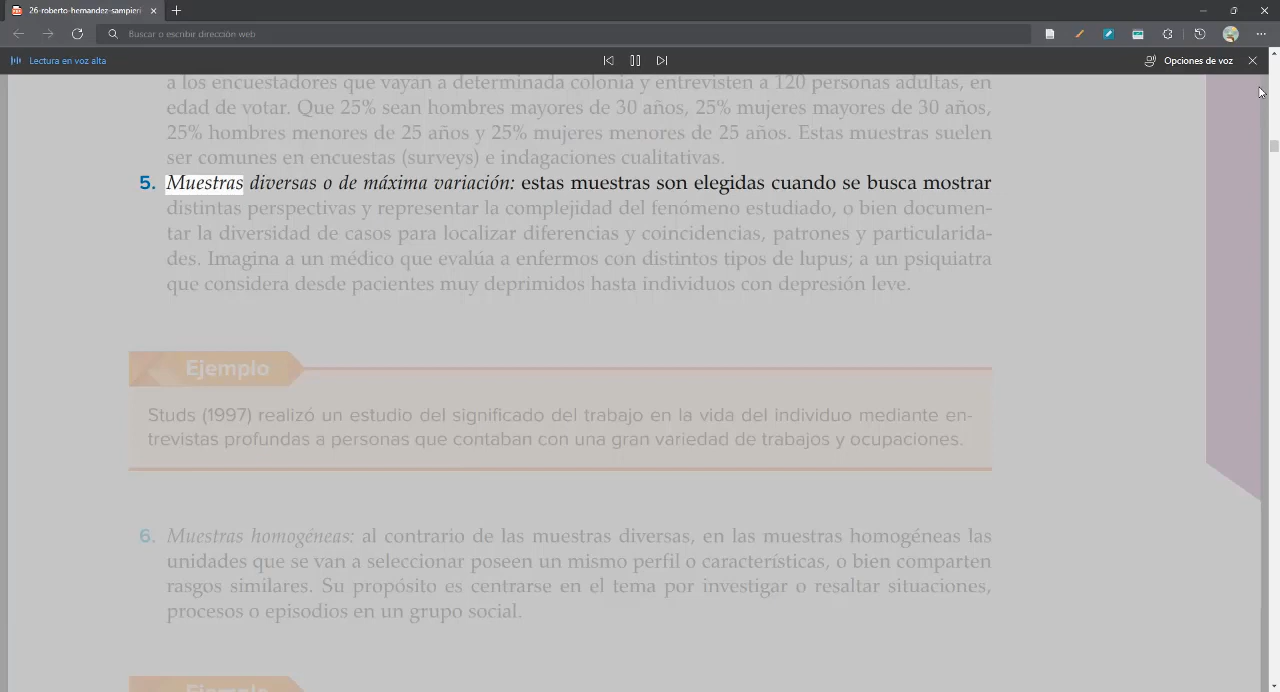 26-roberto-hernandez-sampieri
Buscar o escribir dirección web
Lectura en voz alta
Opciones de voz
a los encuestadores que vayan a determinada colonia y entrevisten a 120 personas adultas, en
edad de votar. Que 25% sean hombres mayores de 30 años, 25% mujeres mayores de 30 años,
25% hombres menores de 25 años y 25% mujeres menores de 25 años. Estas muestras suelen
ser comunes en encuestas (surveys) e indagaciones cualitativas.
5. Muestras diversas o de máxima variación: estas muestras son elegidas cuando se busca mostrar
distintas perspectivas y representar la complejidad del fenómeno estudiado, o bien documen-
tar la diversidad de casos para localizar diferencias y coincidencias, patrones y particularida-
des. Imagina a un médico que evalúa a enfermos con distintos tipos de lupus; a un psiquiatra
que considera desde pacientes muy deprimidos hasta individuos con depresión leve.
Ejemplo
Studs (1997) realizó un estudio del significado del trabajo en la vida del individuo mediante en-
trevistas profundas a personas que contaban con una gran variedad de trabajos y ocupaciones.
6. Muestras homogéneas: al contrario de las muestras diversas, en las muestras homogéneas las
unidades que se van a seleccionar poseen un mismo perfil o características, o bien comparten
rasgos similares. Su propósito es centrarse en el tema por investigar o resaltar situaciones,
procesos o episodios en un grupo social.
Ejemplo